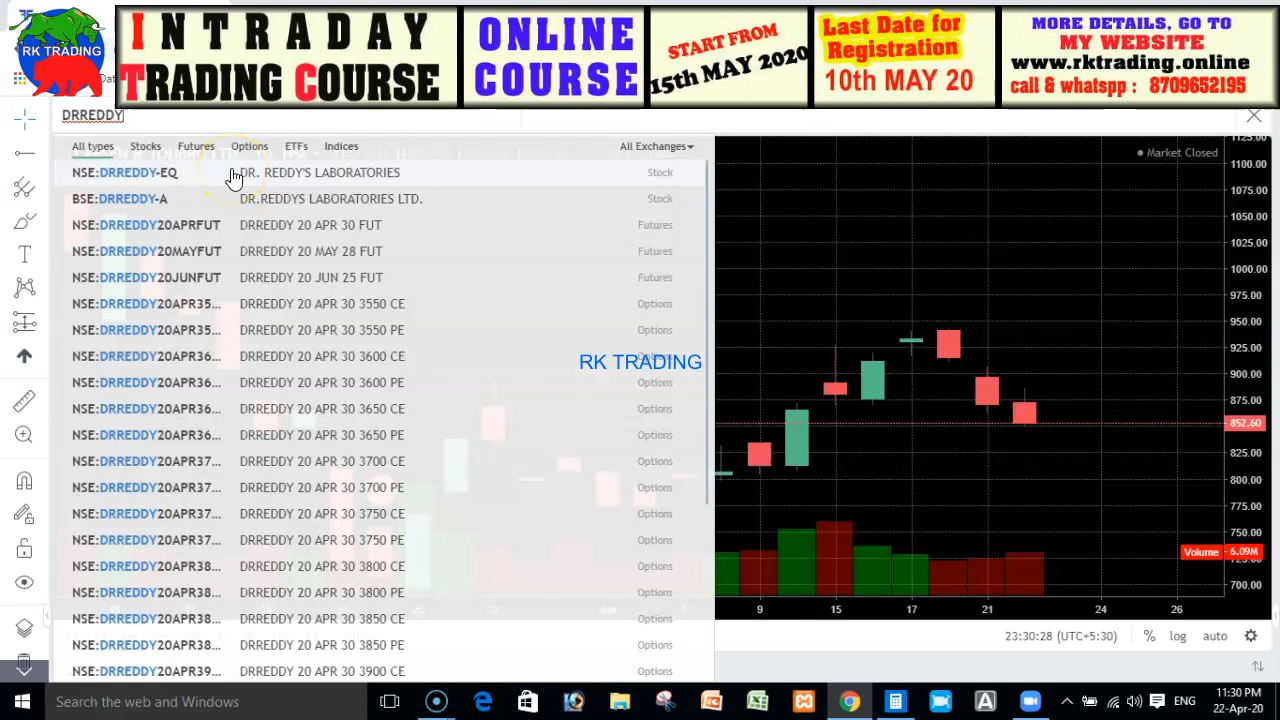 RK TRADING
INTRADAY
TRADING COURSE
ONLINE
COURSE
START FROM
15th MAY 2020
Last Date for
Registration
10th MAY 20
MORE DETAILS, GO TO
MY WEBSITE
www.rktrading.online
call & whatspp : 8709652195
DRREDDY
All types Stocks Futures Options ETFs Indices All Exchanges
Market Closed
NSE:DRREDDY-EQ DR. REDDY'S LABORATORIES Stock
BSE:DRREDDY-A DR.REDDYS LABORATORIES LTD. Stock
NSE:DRREDDY20APRFUT DRREDDY 20 APR 30 FUT Futures
NSE:DRREDDY20MAYFUT DRREDDY 20 MAY 28 FUT Futures
NSE:DRREDDY20JUNFUT DRREDDY 20 JUN 25 FUT Futures
NSE:DRREDDY20APR35... DRREDDY 20 APR 30 3550 CE Options
NSE:DRREDDY20APR35... DRREDDY 20 APR 30 3550 PE Options
NSE:DRREDDY20APR36... DRREDDY 20 APR 30 3600 CE
RK TRADING
NSE:DRREDDY20APR36... DRREDDY 20 APR 30 3600 PE Options
NSE:DRREDDY20APR36... DRREDDY 20 APR 30 3650 CE Options
NSE:DRREDDY20APR36... DRREDDY 20 APR 30 3650 PE Options
NSE:DRREDDY20APR37... DRREDDY 20 APR 30 3700 CE Options
NSE:DRREDDY20APR37... DRREDDY 20 APR 30 3700 PE Options
NSE:DRREDDY20APR37... DRREDDY 20 APR 30 3750 CE Options
NSE:DRREDDY20APR37... DRREDDY 20 APR 30 3750 PE Options
NSE:DRREDDY20APR38... DRREDDY 20 APR 30 3800 CE Options
NSE:DRREDDY20APR38... DRREDDY 20 APR 30 3800 PE Options
NSE:DRREDDY20APR38... DRREDDY 20 APR 30 3850 CE Options
NSE:DRREDDY20APR38... DRREDDY 20 APR 30 3850 PE Options
NSE:DRREDDY20APR39... DRREDDY 20 APR 30 3900 CE Options
1125.00
1100.00
1075.00
1050.00
1025.00
1000.00
975.00
950.00
925.00
900.00
875.00
852.60
825.00
800.00
775.00
750.00
Volume 6.09M
700.00
9 15 17 21 24 26
23:30:28 (UTC+5:30) % log auto
Search the web and Windows
ENG
11:30 PM
22-Apr-20